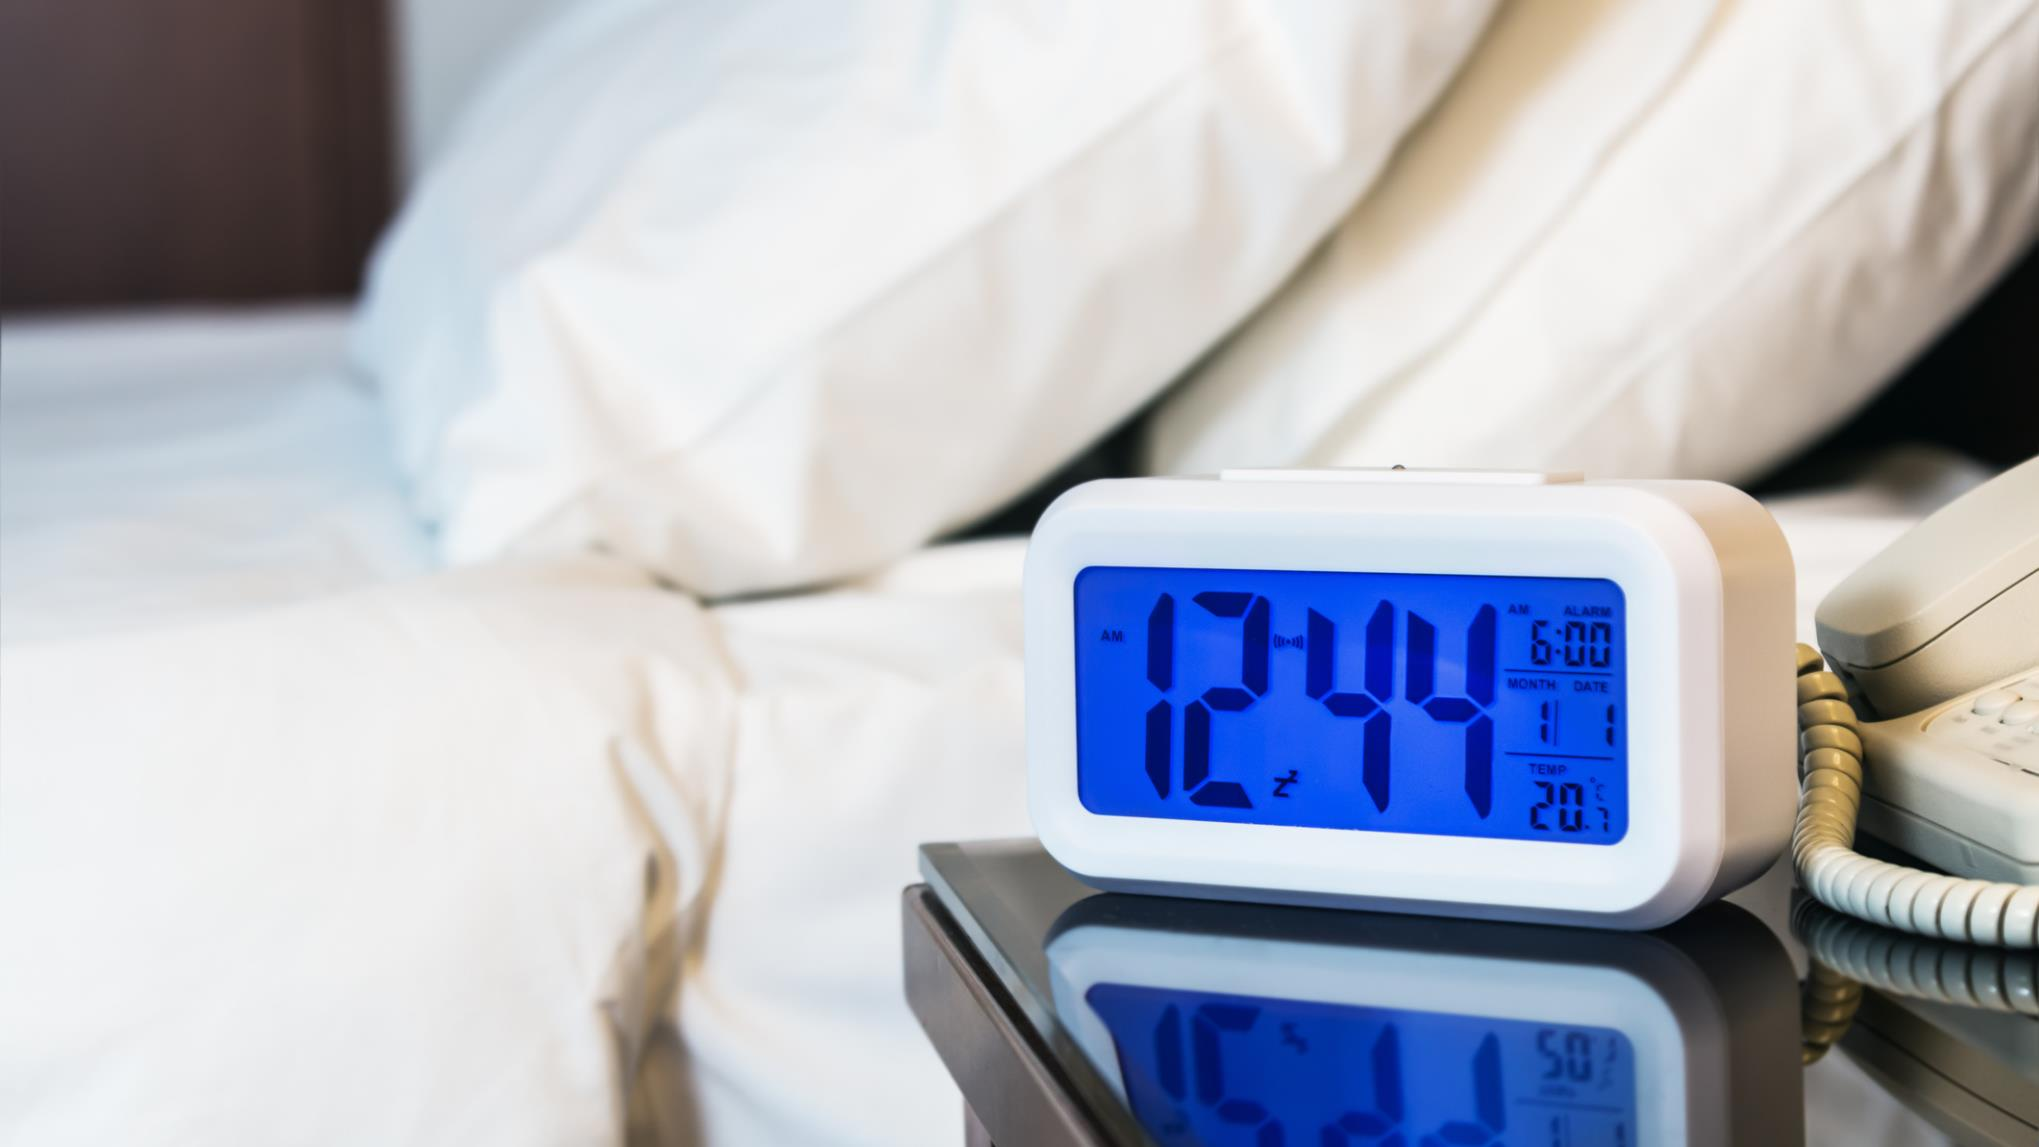 AM 12:44
AM ALARM
6:00
MONTH DATE
1 1
TEMP
20.7 °C